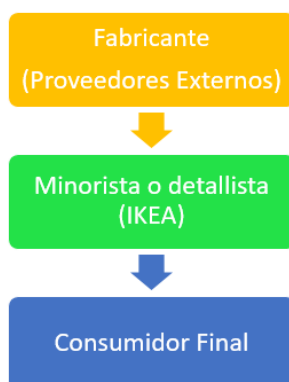 Fabricante
(Proveedores Externos)
Minorista o detallista
(IKEA)
Consumidor Final